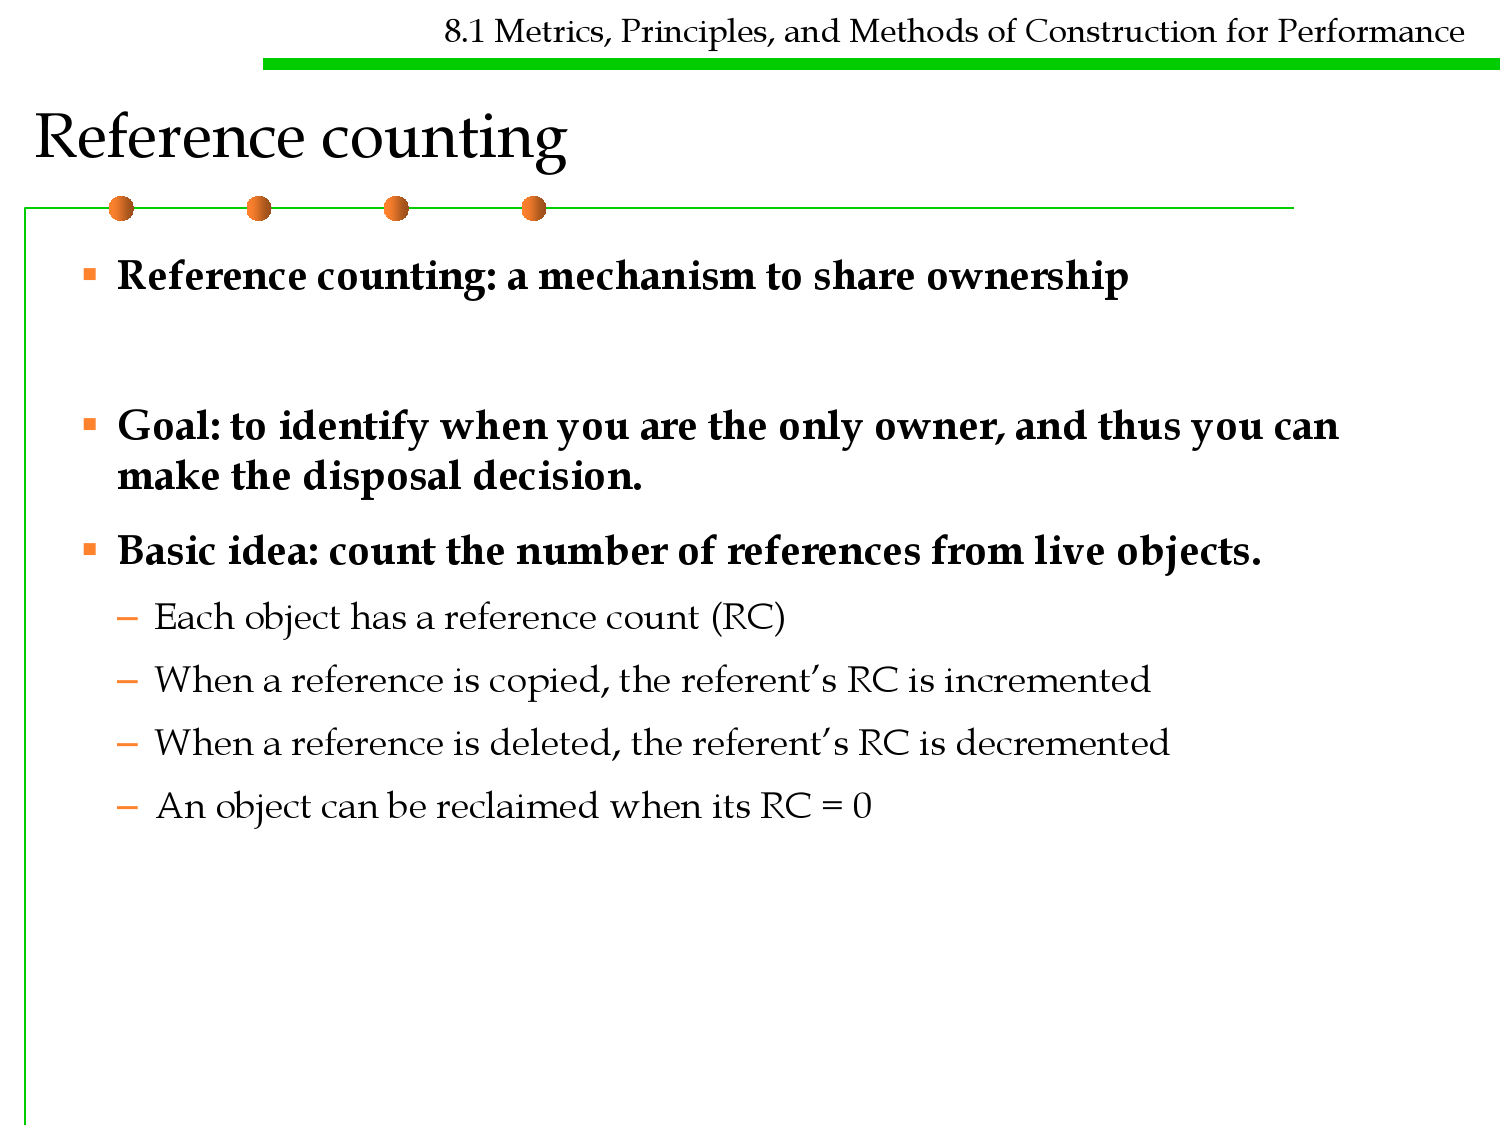 8.1 Metrics, Principles, and Methods of Construction for Performance
Reference counting
▪ Reference counting: a mechanism to share ownership
▪ Goal: to identify when you are the only owner, and thus you can
make the disposal decision.
▪ Basic idea: count the number of references from live objects.
– Each object has a reference count (RC)
– When a reference is copied, the referent’s RC is incremented
– When a reference is deleted, the referent’s RC is decremented
– An object can be reclaimed when its RC = 0